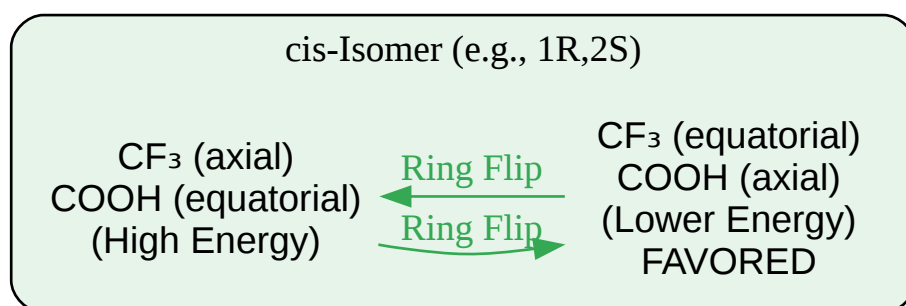 cis-Isomer (e.g., 1R,2S)
CF₃ (axial)
COOH (equatorial)
(High Energy)
Ring Flip
Ring Flip
CF₃ (equatorial)
COOH (axial)
(Lower Energy)
FAVORED